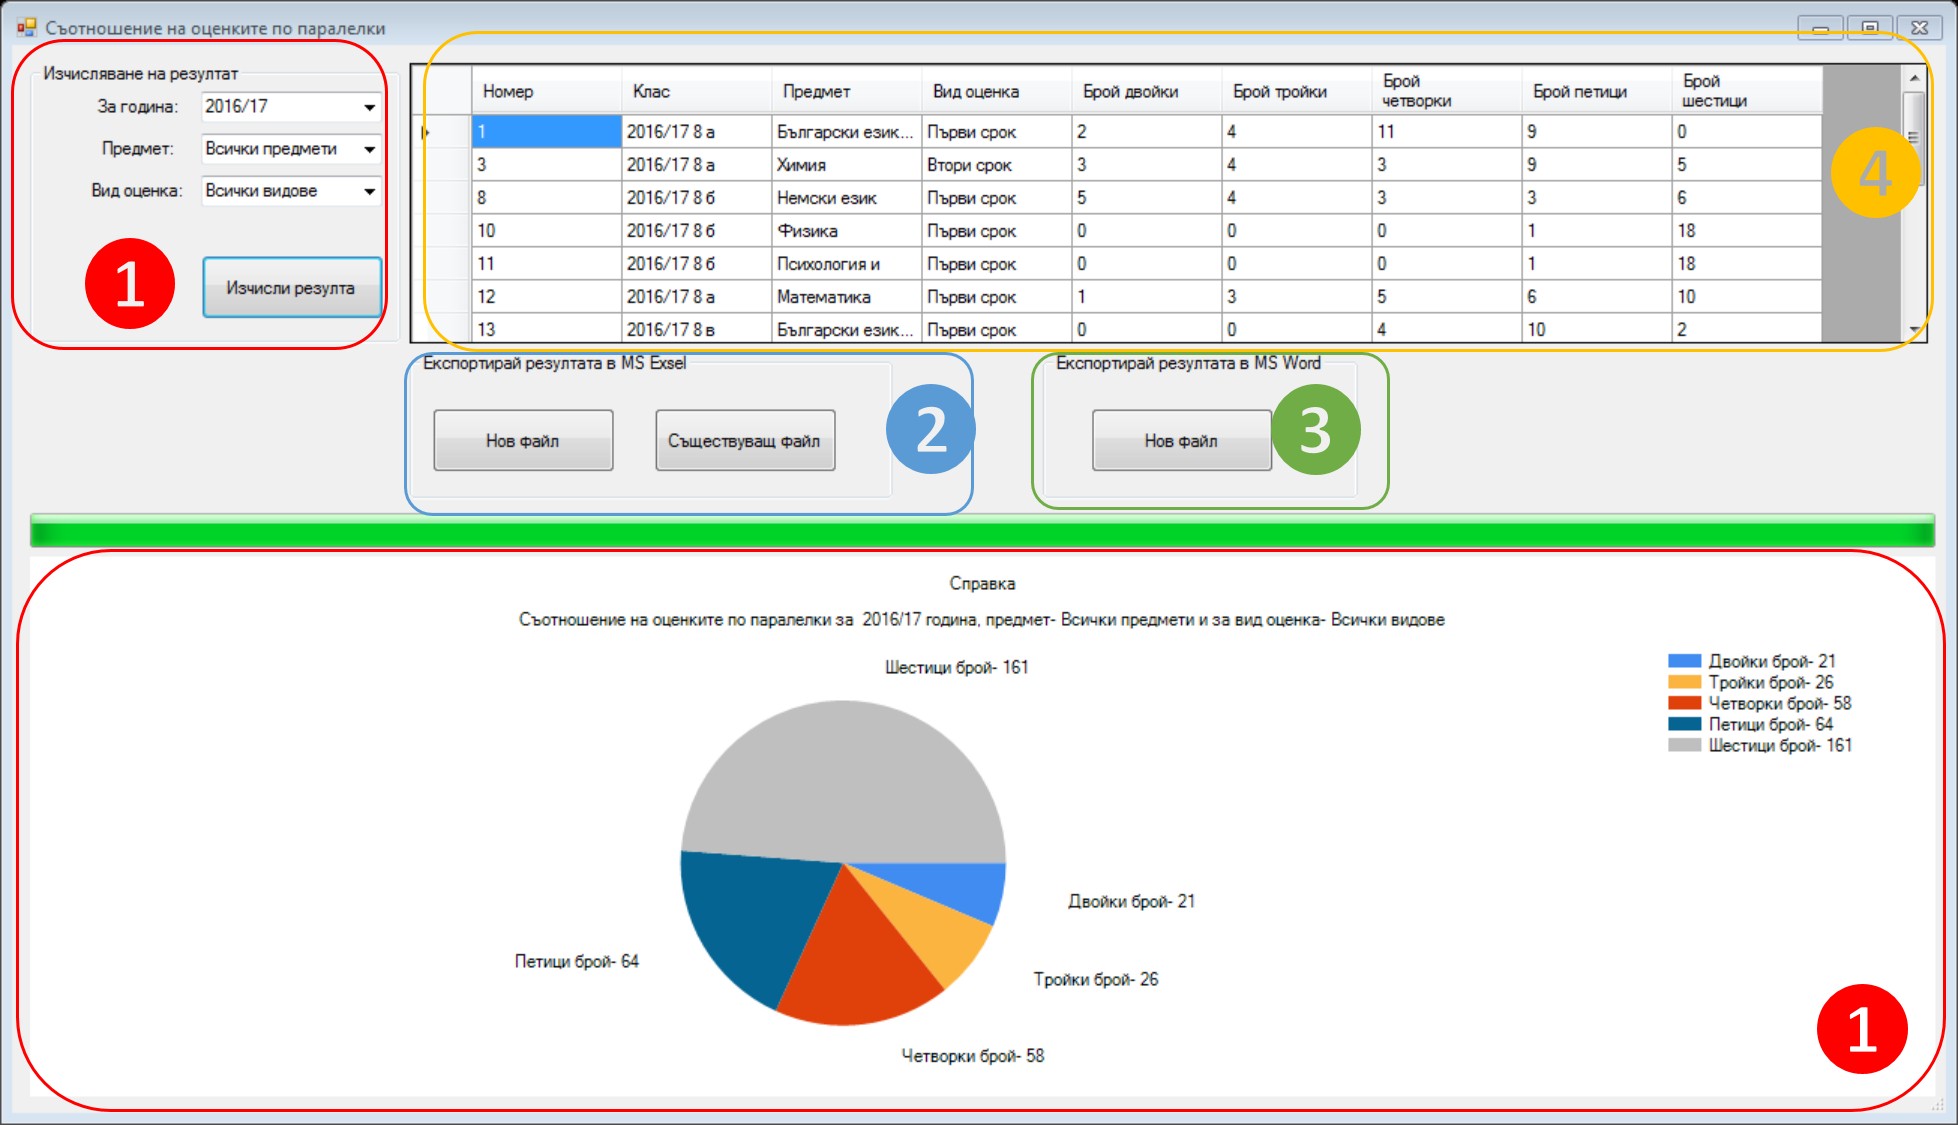 Съотношение на оценките по паралелки
Изчисляване на резултат
За година: 2016/17
Предмет: Всички предмети
Вид оценка: Всички видове
1
Изчисли резулта
Номер Клас Предмет Вид оценка Брой двойки Брой тройки Брой четворки Брой петици Брой шестици
1 2016/17 8 а Български език... Първи срок 2 4 11 9 0
3 2016/17 8 а Химия Втори срок 3 4 3 9 5
8 2016/17 8 б Немски език Първи срок 5 4 3 3 6
10 2016/17 8 б Физика Първи срок 0 0 0 1 18
11 2016/17 8 б Психология и Първи срок 0 0 0 1 18
12 2016/17 8 а Математика Първи срок 1 3 5 6 10
13 2016/17 8 в Български език... Първи срок 0 0 4 10 2
4
Експортирай резултата в MS Exsel
Нов файл
Съществуващ файл
2
Експортирай резултата в MS Word
Нов файл
3
Справка
Съотношение на оценките по паралелки за 2016/17 година, предмет- Всички предмети и за вид оценка- Всички видове
Шестици брой- 161
Двойки брой- 21
Тройки брой- 26
Четворки брой- 58
Петици брой- 64
Двойки брой- 21
Тройки брой- 26
Четворки брой- 58
Петици брой- 64
Шестици брой- 161
1